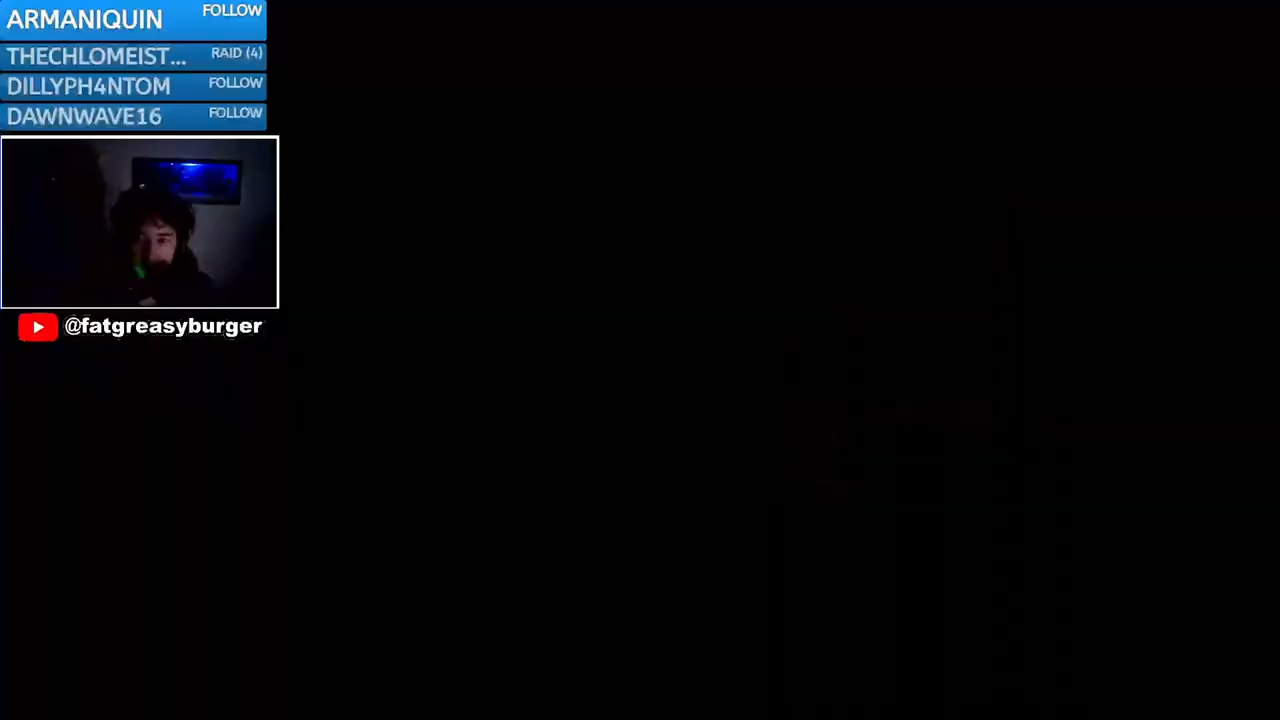 ARMANIQUIN FOLLOW
THECHLOMEIST... RAID (4)
DILLYPH4NTOM FOLLOW
DAWNWAVE16 FOLLOW
@fatgreasyburger